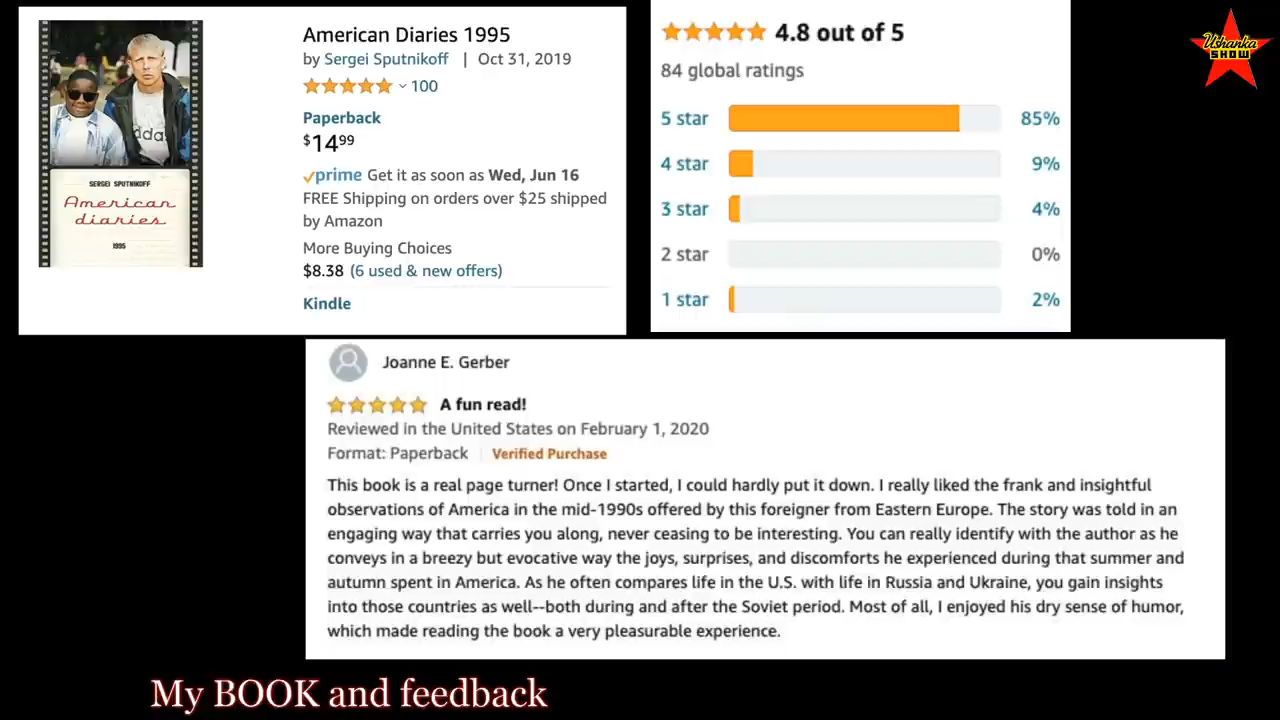 American Diaries 1995
by Sergei Sputnikoff | Oct 31, 2019
100
Paperback
$1499
prime Get it as soon as Wed, Jun 16
FREE Shipping on orders over $25 shipped
by Amazon
More Buying Choices
$8.38 (6 used & new offers)
Kindle
adidas
SERGEI SPUTNIKOFF
American
diaries
1995
4.8 out of 5
84 global ratings
5 star 85%
4 star 9%
3 star 4%
2 star 0%
1 star 2%
Ushanka
SHOW
Joanne E. Gerber
A fun read!
Reviewed in the United States on February 1, 2020
Format: Paperback | Verified Purchase
This book is a real page turner! Once I started, I could hardly put it down. I really liked the frank and insightful
observations of America in the mid-1990s offered by this foreigner from Eastern Europe. The story was told in an
engaging way that carries you along, never ceasing to be interesting. You can really identify with the author as he
conveys in a breezy but evocative way the joys, surprises, and discomforts he experienced during that summer and
autumn spent in America. As he often compares life in the U.S. with life in Russia and Ukraine, you gain insights
into those countries as well--both during and after the Soviet period. Most of all, I enjoyed his dry sense of humor,
which made reading the book a very pleasurable experience.
My BOOK and feedback